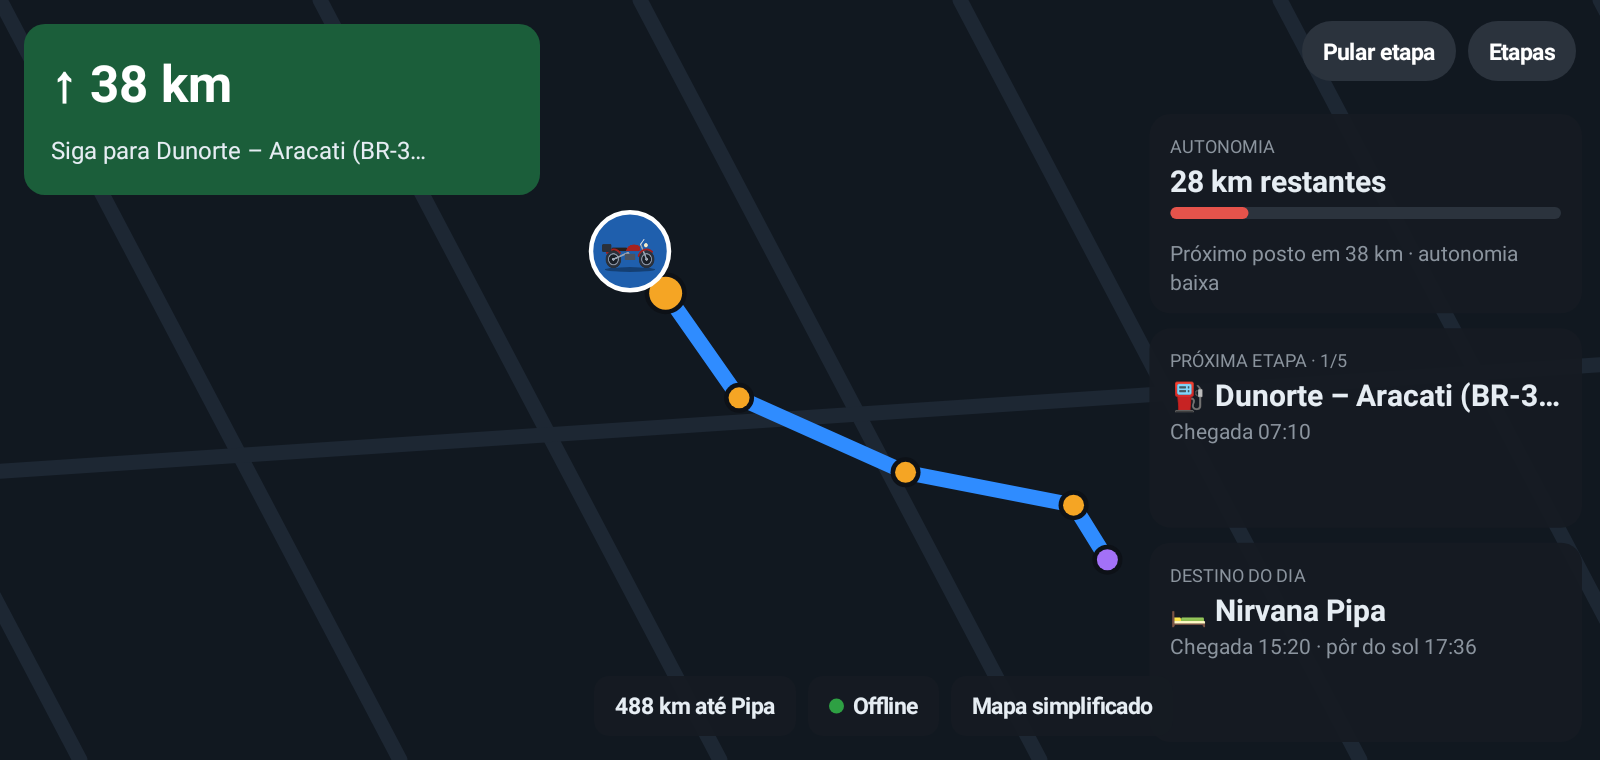 ↑ 38 km
Siga para Dunorte – Aracati (BR-3...
Pular etapa
Etapas
AUTONOMIA
28 km restantes
Próximo posto em 38 km · autonomia
baixa
PRÓXIMA ETAPA · 1/5
Dunorte – Aracati (BR-3...
Chegada 07:10
DESTINO DO DIA
Nirvana Pipa
Chegada 15:20 · pôr do sol 17:36
488 km até Pipa
Offline
Mapa simplificado